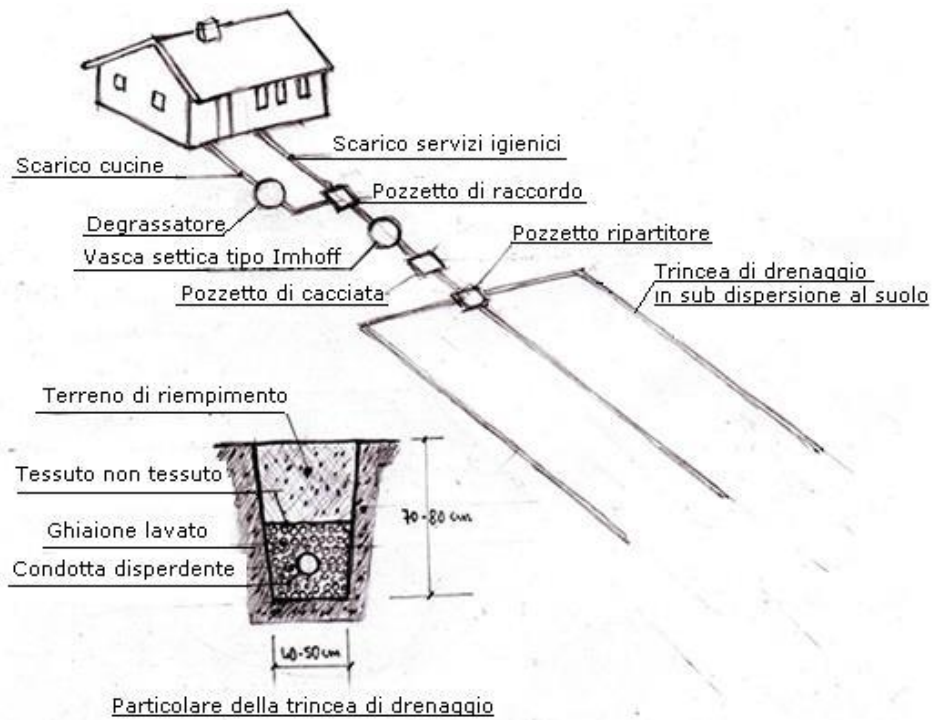 Scarico servizi igienici
Scarico cucine
Pozzetto di raccordo
Degrassatore
Pozzetto ripartitore
Vasca settica tipo Imhoff
Trincea di drenaggio
in sub dispersione al suolo
Pozzetto di cacciata
Terreno di riempimento
Tessuto non tessuto
70-80 cm
Ghiaione lavato
Condotta disperdente
40-50 cm
Particolare della trincea di drenaggio